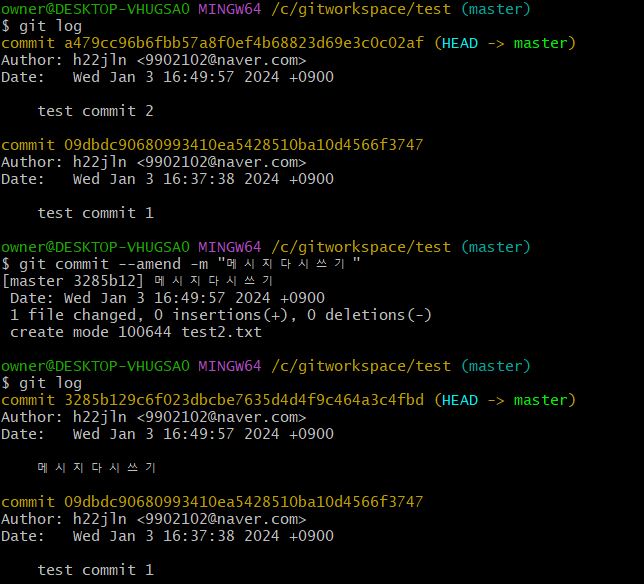 owner@DESKTOP-VHUGSA0 MINGW64 /c/gitworkspace/test (master)
$ git log
commit a479cc96b6fbb57a8f0ef4b68823d69e3c0c02af (HEAD -> master)
Author: h22jln <9902102@naver.com>
Date:   Wed Jan 3 16:49:57 2024 +0900

    test commit 2

commit 09dbdc90680993410ea5428510ba10d4566f3747
Author: h22jln <9902102@naver.com>
Date:   Wed Jan 3 16:37:38 2024 +0900

    test commit 1

owner@DESKTOP-VHUGSA0 MINGW64 /c/gitworkspace/test (master)
$ git commit --amend -m "메시지다시쓰기"
[master 3285b12] 메시지다시쓰기
 Date: Wed Jan 3 16:49:57 2024 +0900
 1 file changed, 0 insertions(+), 0 deletions(-)
 create mode 100644 test2.txt

owner@DESKTOP-VHUGSA0 MINGW64 /c/gitworkspace/test (master)
$ git log
commit 3285b129c6f023dbcbe7635d4d4f9c464a3c4fbd (HEAD -> master)
Author: h22jln <9902102@naver.com>
Date:   Wed Jan 3 16:49:57 2024 +0900

    메시지다시쓰기

commit 09dbdc90680993410ea5428510ba10d4566f3747
Author: h22jln <9902102@naver.com>
Date:   Wed Jan 3 16:37:38 2024 +0900

    test commit 1